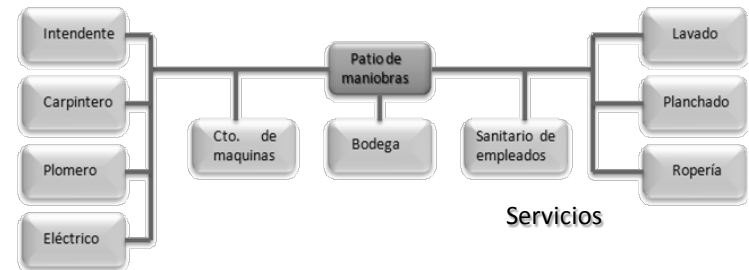 Intendente
Carpintero
Plomero
Eléctrico
Cto. de
maquinas
Patio de
maniobras
Bodega
Sanitario de
empleados
Lavado
Planchado
Ropería
Servicios